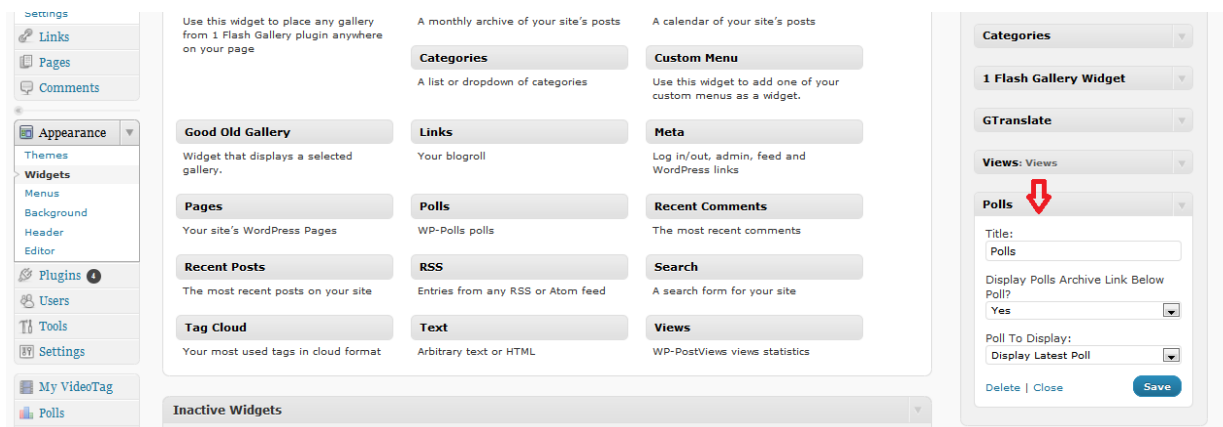 Settings
Links
Pages
Comments
Appearance
Themes
Widgets
Menus
Background
Header
Editor
Plugins 4
Users
Tools
Settings
My VideoTag
Polls
Use this widget to place any gallery
from 1 Flash Gallery plugin anywhere
on your page
A monthly archive of your site's posts
A calendar of your site's posts
Categories
A list or dropdown of categories
Custom Menu
Use this widget to add one of your
custom menus as a widget.
Good Old Gallery
Widget that displays a selected
gallery.
Links
Your blogroll
Meta
Log in/out, admin, feed and
WordPress links
Pages
Your site's WordPress Pages
Polls
WP-Polls polls
Recent Comments
The most recent comments
Recent Posts
The most recent posts on your site
RSS
Entries from any RSS or Atom feed
Search
A search form for your site
Tag Cloud
Your most used tags in cloud format
Text
Arbitrary text or HTML
Views
WP-PostViews views statistics
Inactive Widgets
Categories
1 Flash Gallery Widget
GTranslate
Views: Views
Polls
Title:
Polls
Display Polls Archive Link Below
Poll?
Yes
Poll To Display:
Display Latest Poll
Delete | Close
Save